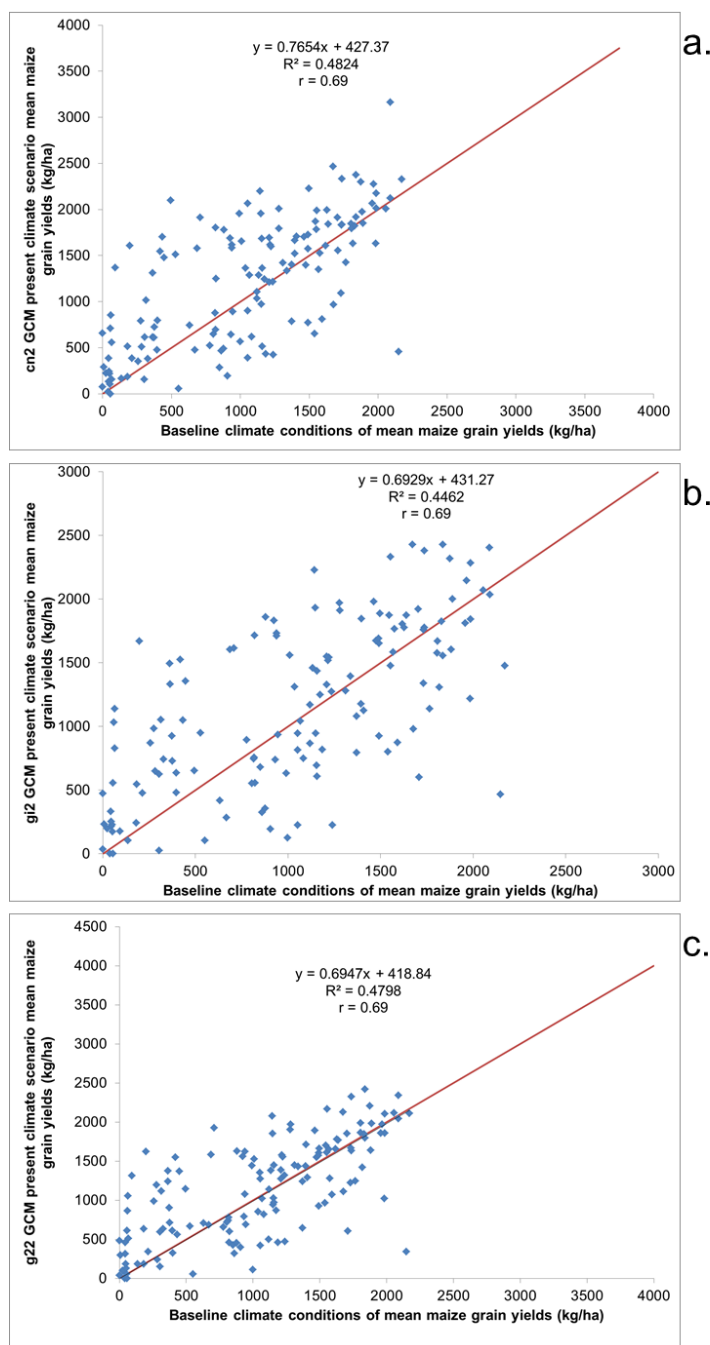 a.
y = 0.7654x + 427.37
R² = 0.4824
r = 0.69
cn2 GCM present climate scenario mean maize
grain yields (kg/ha)
4000
3500
3000
2500
2000
1500
1000
500
0
0 500 1000 1500 2000 2500 3000 3500 4000
Baseline climate conditions of mean maize grain yields (kg/ha)
b.
y = 0.6929x + 431.27
R² = 0.4462
r = 0.69
gi2 GCM present climate scenario mean maize
grain yields (kg/ha)
3000
2500
2000
1500
1000
500
0
0 500 1000 1500 2000 2500 3000
Baseline climate conditions of mean maize grain yields (kg/ha)
c.
y = 0.6947x + 418.84
R² = 0.4798
r = 0.69
g22 GCM present climate scenario mean maize
grain yields (kg/ha)
4500
4000
3500
3000
2500
2000
1500
1000
500
0
0 500 1000 1500 2000 2500 3000 3500 4000
Baseline climate conditions of mean maize grain yields (kg/ha)